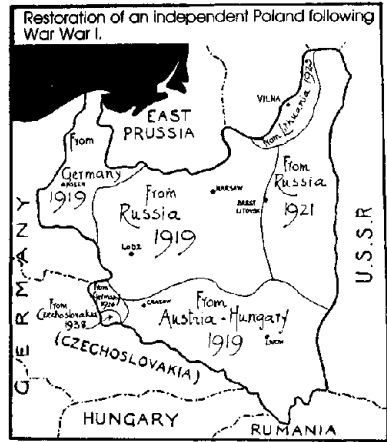 Restoration of an independent Poland following
War War I.
EAST
PRUSSIA
VILNA
From Lithuania 1923
From
Germany
POSEN
1919
From
Russia
1919
WARSAW
BREST
LITOVSK
From
Russia
1921
LODZ
GERMANY
U.S.S.R
From
Germany
From
Czechoslovakia
1938
CRACOW
From
Austria-Hungary
1919
LWOW
(CZECHOSLOVAKIA)
HUNGARY
RUMANIA